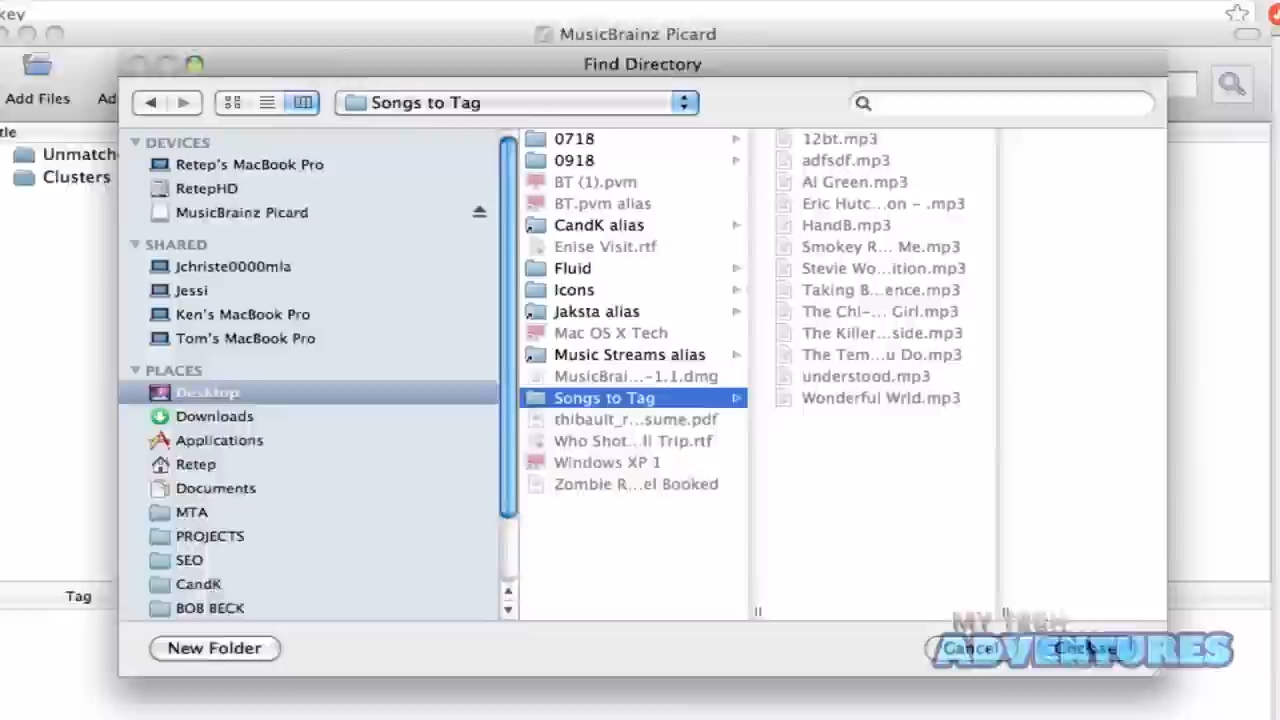 key
MusicBrainz Picard
Find Directory
Add Files
Ad
Songs to Tag
tle
Unmatch
Clusters
DEVICES
Retep's MacBook Pro
RetepHD
MusicBrainz Picard
SHARED
Jchriste0000mla
Jessi
Ken's MacBook Pro
Tom's MacBook Pro
PLACES
Desktop
Downloads
Applications
Retep
Documents
MTA
PROJECTS
SEO
CandK
BOB BECK
0718
0918
BT (1).pvm
BT.pvm alias
CandK alias
Enise Visit.rtf
Fluid
Icons
Jaksta alias
Mac OS X Tech
Music Streams alias
MusicBrai...-1.1.dmg
Songs to Tag
thibault_r...sume.pdf
Who Shot...ll Trip.rtf
Windows XP 1
Zombie R...el Booked
12bt.mp3
adfsdf.mp3
Al Green.mp3
Eric Hutc...on - .mp3
HandB.mp3
Smokey R... Me.mp3
Stevie Wo...ition.mp3
Taking B...ence.mp3
The Chi-... Girl.mp3
The Killer...side.mp3
The Tem...u Do.mp3
understood.mp3
Wonderful Wrld.mp3
Tag
New Folder
Cancel
Choose
MY TECH
ADVENTURES